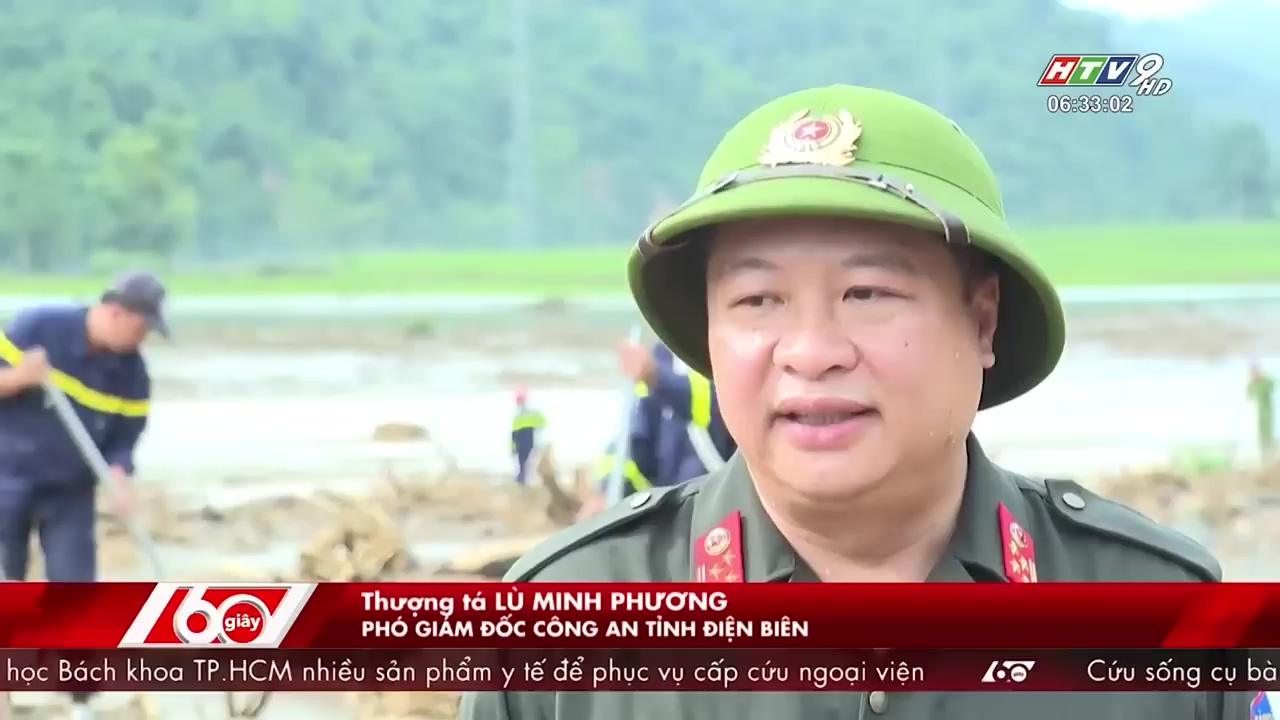 HTV9
HD
06:33:02
60
giây
Thượng tá LÙ MINH PHƯƠNG
PHÓ GIÁM ĐỐC CÔNG AN TỈNH ĐIỆN BIÊN
học Bách khoa TP.HCM nhiều sản phẩm y tế để phục vụ cấp cứu ngoại viện
60
Cứu sống cụ bà